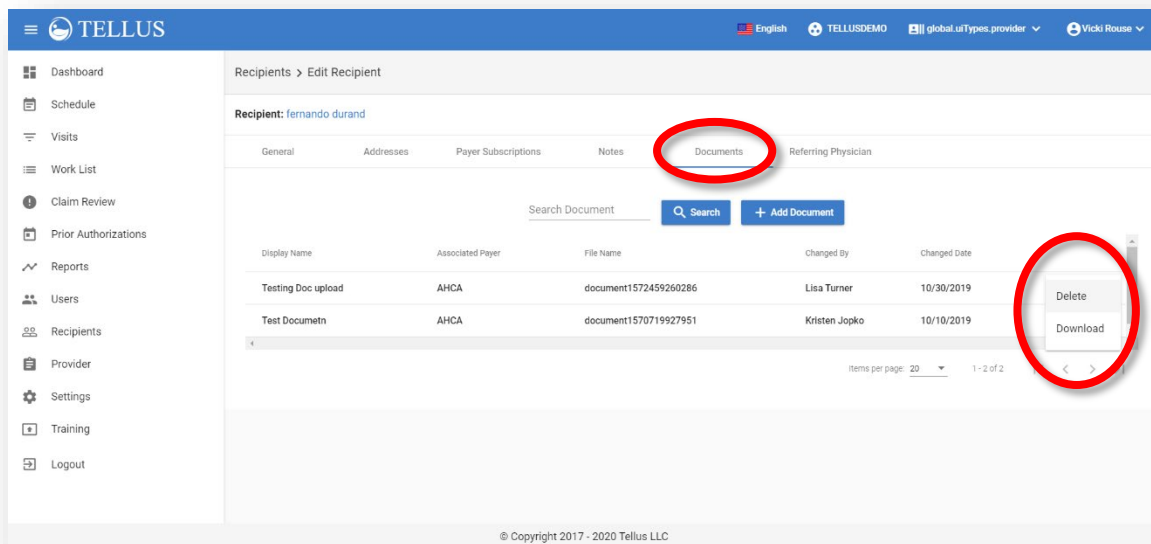 TELLUS
English
TELLUSDEMO
global.uiTypes.provider
Vicki Rouse
Dashboard
Schedule
Visits
Work List
Claim Review
Prior Authorizations
Reports
Users
Recipients
Provider
Settings
Training
Logout
Recipients > Edit Recipient
Recipient: fernando durand
General Addresses Payer Subscriptions Notes Documents Referring Physician
Search Document Search + Add Document
Display Name Associated Payer File Name Changed By Changed Date
Testing Doc upload AHCA document1572459260286 Lisa Turner 10/30/2019
Test Documetn AHCA document1570719927951 Kristen Jopko 10/10/2019
Delete
Download
Items per page: 20 1 - 2 of 2
© Copyright 2017 - 2020 Tellus LLC